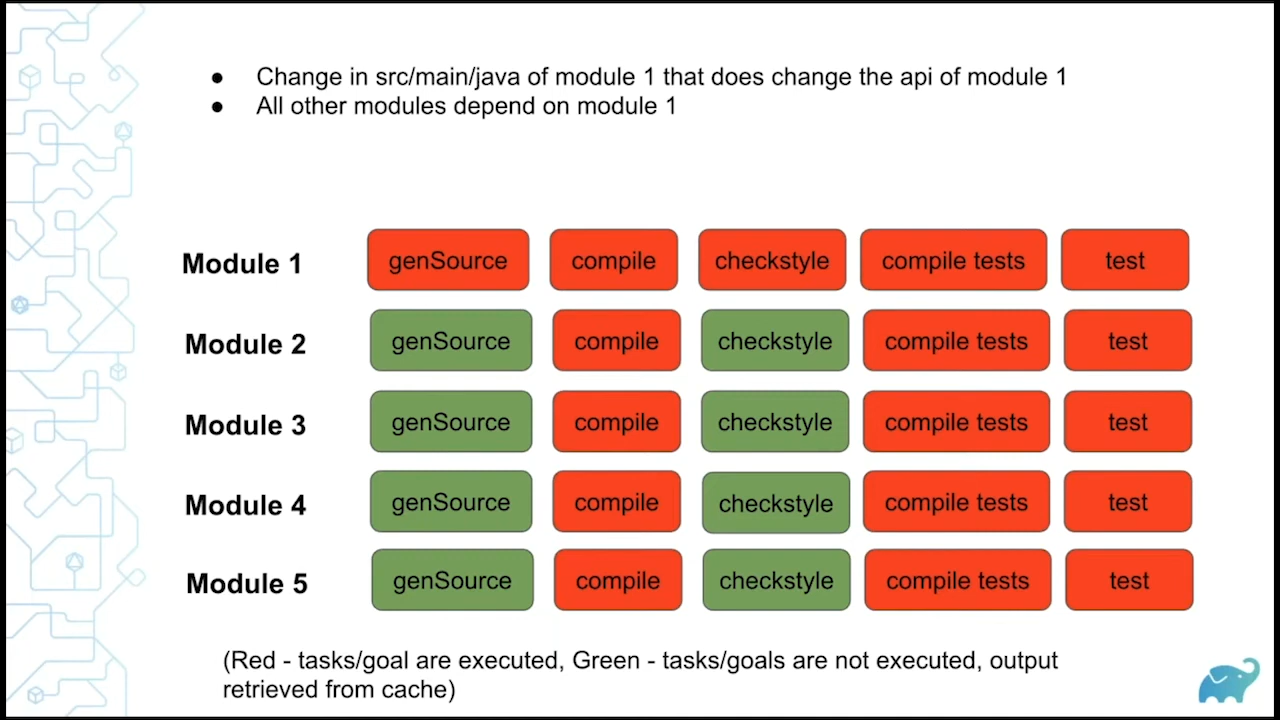 ● Change in src/main/java of module 1 that does change the api of module 1
● All other modules depend on module 1
Module 1 genSource compile checkstyle compile tests test
Module 2 genSource compile checkstyle compile tests test
Module 3 genSource compile checkstyle compile tests test
Module 4 genSource compile checkstyle compile tests test
Module 5 genSource compile checkstyle compile tests test
(Red - tasks/goal are executed, Green - tasks/goals are not executed, output
retrieved from cache)